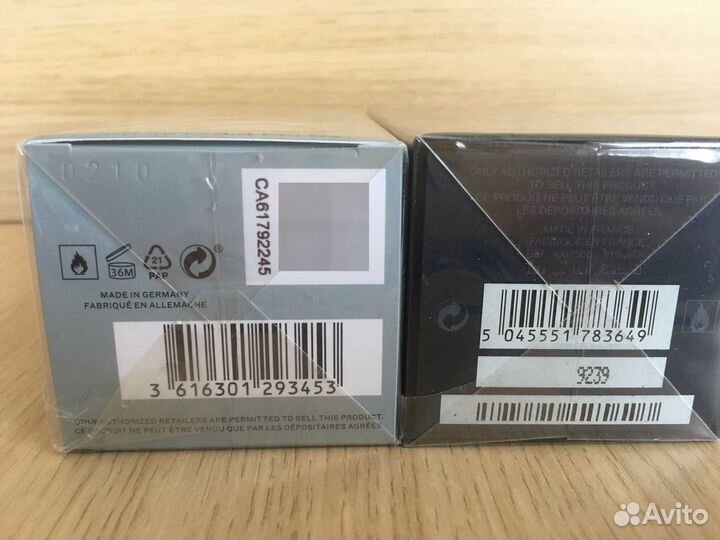 0210
CA61792245
36M
21
PAP
MADE IN GERMANY
FABRIQUÉ EN ALLEMAGNE
3 616301 293453
ONLY AUTHORIZED RETAILERS ARE PERMITTED TO SELL THIS PRODUCT.
CE PRODUIT NE PEUT ÊTRE VENDU QUE PAR LES DÉPOSITAIRES AGRÉÉS.
ONLY AUTHORIZED RETAILERS ARE PERMITTED
TO SELL THIS PRODUCT.
CE PRODUIT NE PEUT ÊTRE VENDU QUE PAR
LES DÉPOSITAIRES AGRÉÉS.
MADE IN FRANCE
FABRIQUÉ EN FRANCE
5 045551 783649
9239
Avito